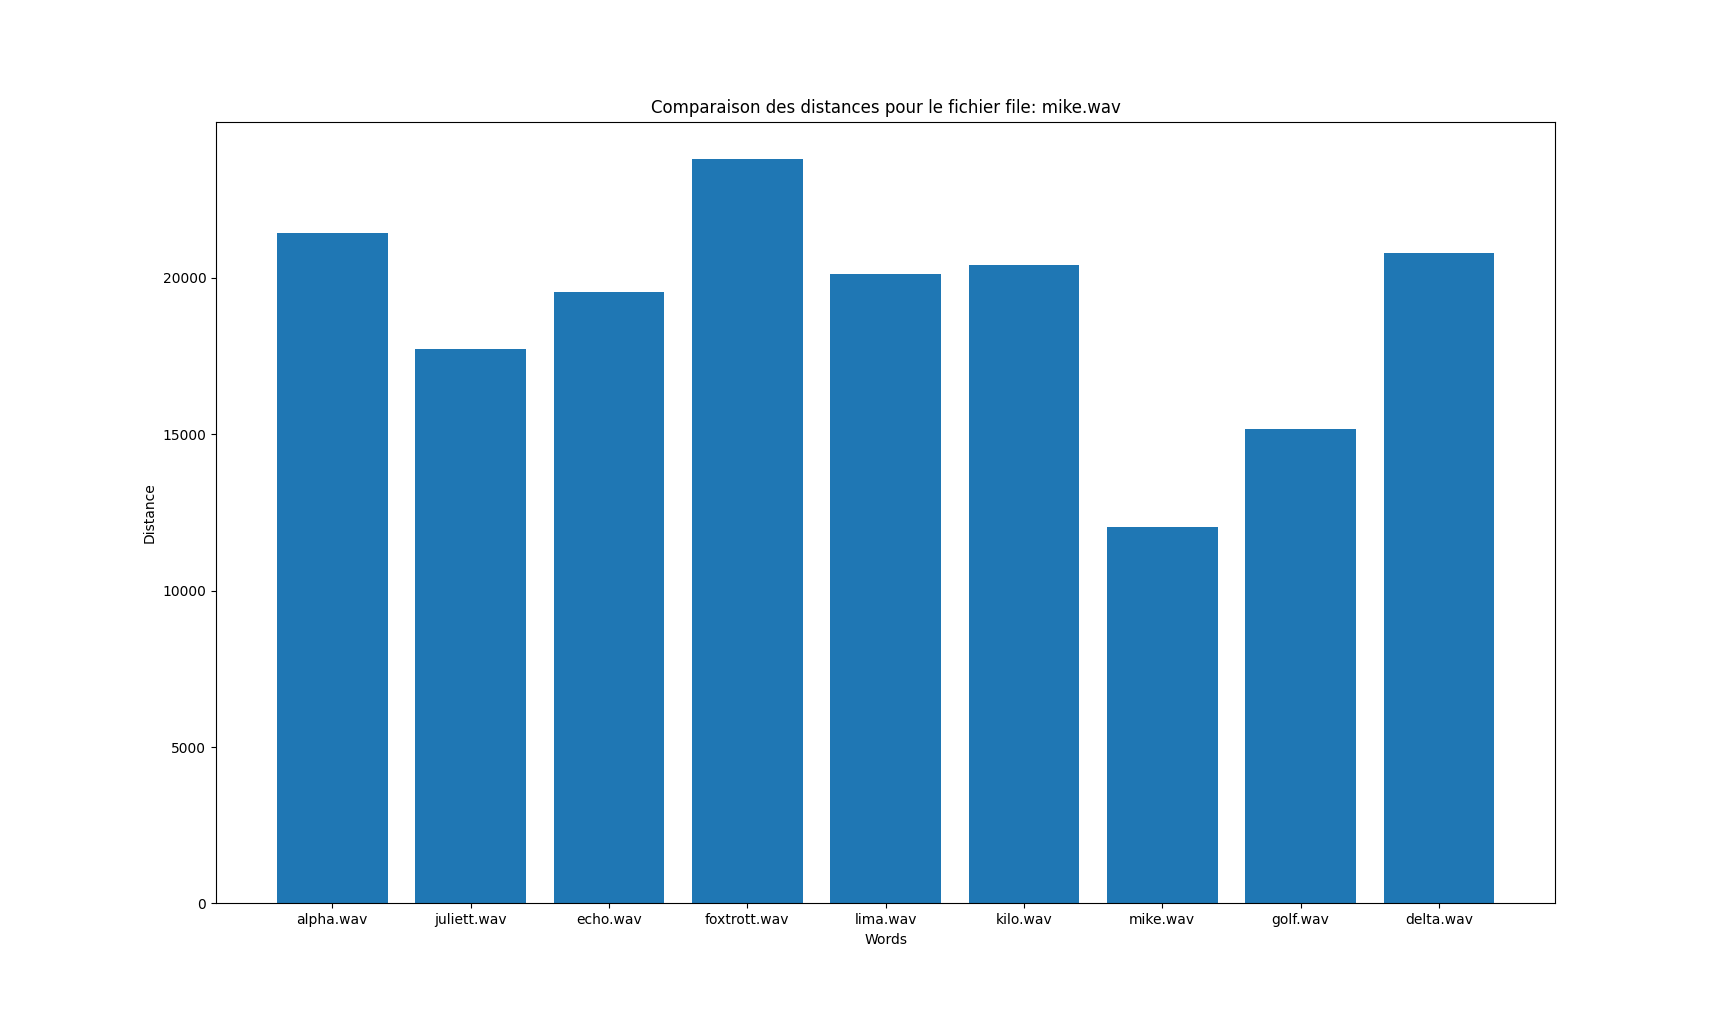 Comparaison des distances pour le fichier file: mike.wav
20000
15000
10000
5000
0
Distance
alpha.wav juliett.wav echo.wav foxtrott.wav lima.wav kilo.wav mike.wav golf.wav delta.wav
Words